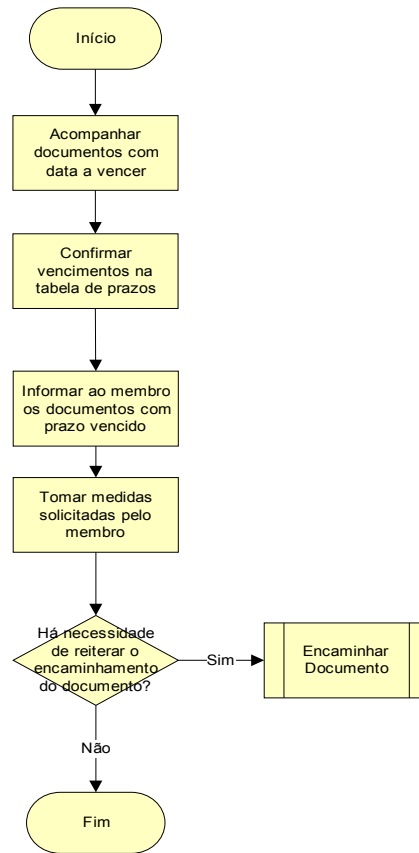 Início
Acompanhar
documentos com
data a vencer
Confirmar
vencimentos na
tabela de prazos
Informar ao membro
os documentos com
prazo vencido
Tomar medidas
solicitadas pelo
membro
Há necessidade
de reiterar o
encaminhamento
do documento?
Sim
Encaminhar
Documento
Não
Fim